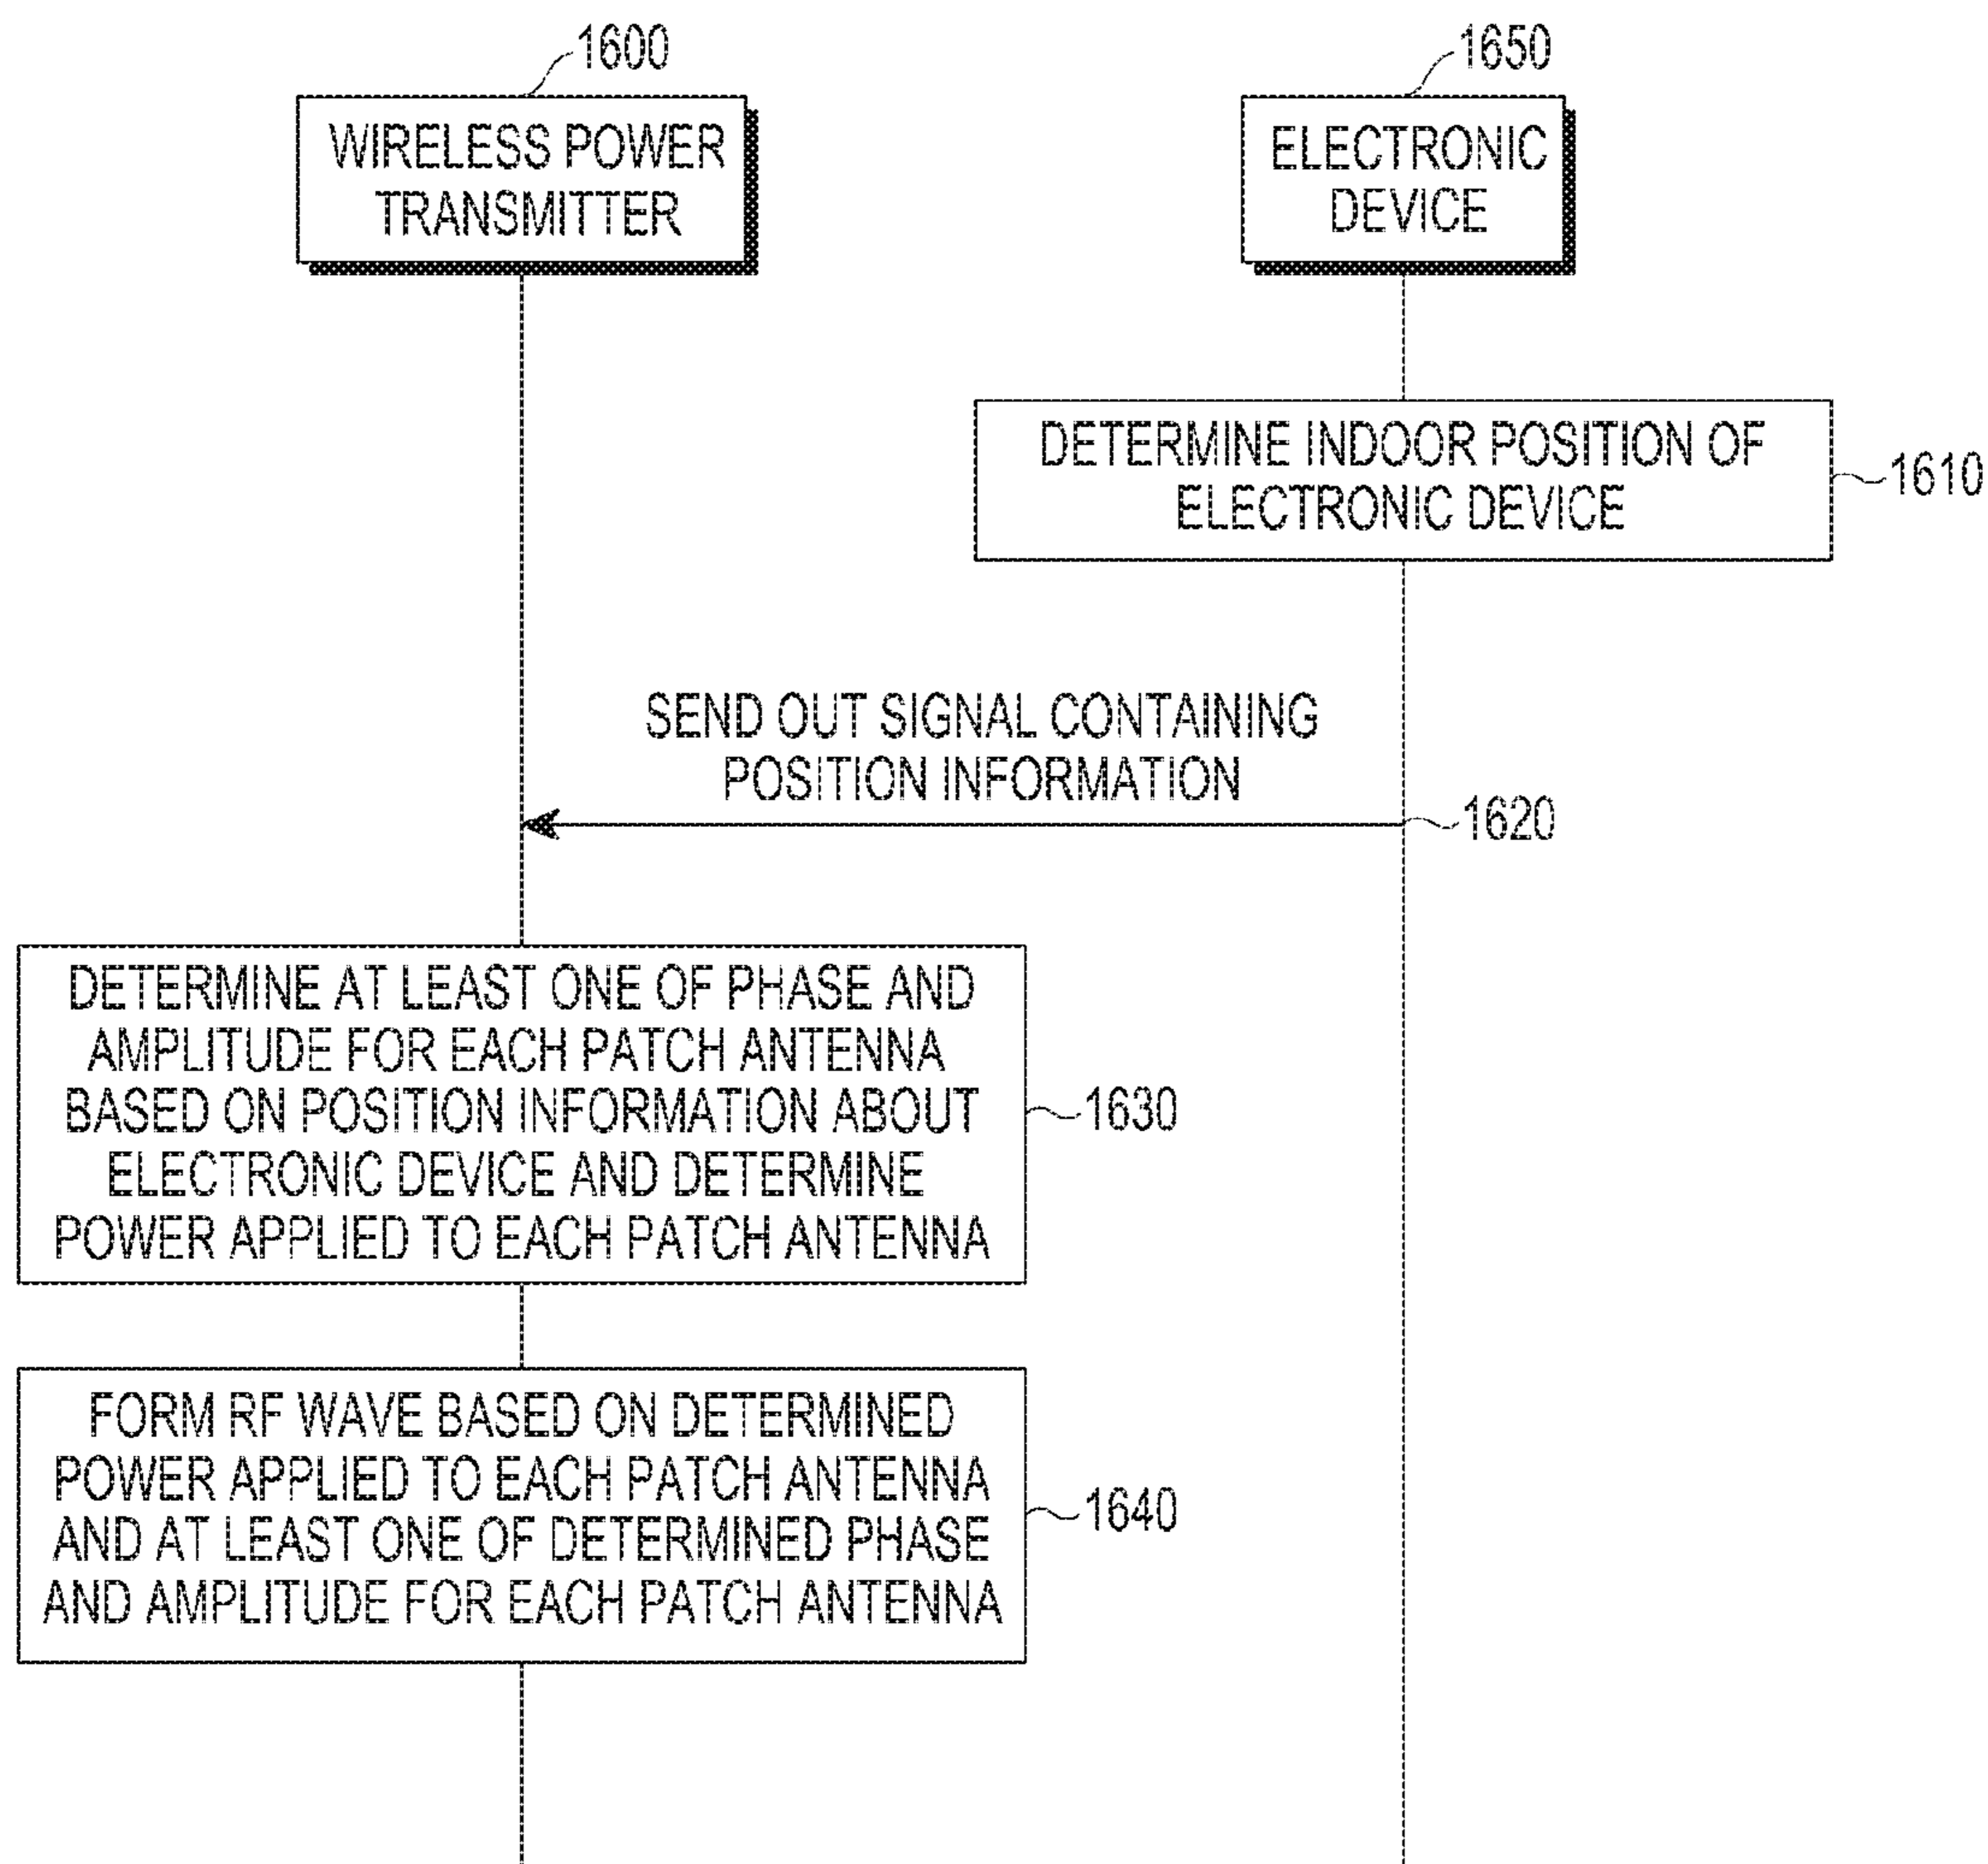 1600
1650
WIRELESS POWER
TRANSMITTER
ELECTRONIC
DEVICE
DETERMINE INDOOR POSITION OF
ELECTRONIC DEVICE
1610
SEND OUT SIGNAL CONTAINING
POSITION INFORMATION
1620
DETERMINE AT LEAST ONE OF PHASE AND
AMPLITUDE FOR EACH PATCH ANTENNA
BASED ON POSITION INFORMATION ABOUT
ELECTRONIC DEVICE AND DETERMINE
POWER APPLIED TO EACH PATCH ANTENNA
1630
FORM RF WAVE BASED ON DETERMINED
POWER APPLIED TO EACH PATCH ANTENNA
AND AT LEAST ONE OF DETERMINED PHASE
AND AMPLITUDE FOR EACH PATCH ANTENNA
1640